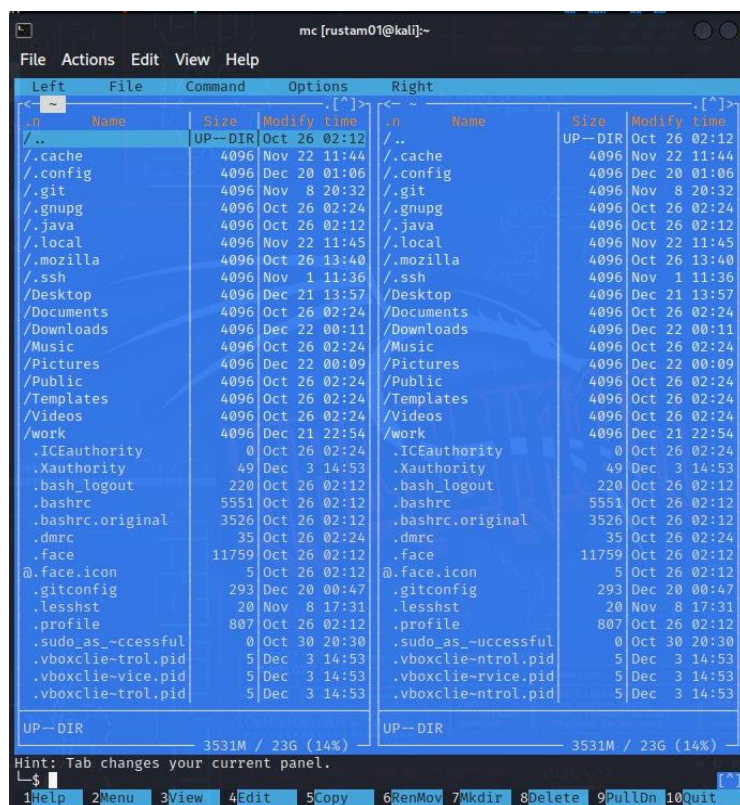 mc [rustam01@kali]:~
File Actions Edit View Help
Left File Command Options Right
<- ~ .[^]> <- ~ .[^]>
.n Name Size Modify time .n Name Size Modify time
/.. UP--DIR Oct 26 02:12 /.. UP--DIR Oct 26 02:12
/.cache 4096 Nov 22 11:44 /.cache 4096 Nov 22 11:44
/.config 4096 Dec 20 01:06 /.config 4096 Dec 20 01:06
/.git 4096 Nov 8 20:32 /.git 4096 Nov 8 20:32
/.gnupg 4096 Oct 26 02:24 /.gnupg 4096 Oct 26 02:24
/.java 4096 Oct 26 02:12 /.java 4096 Oct 26 02:12
/.local 4096 Nov 22 11:45 /.local 4096 Nov 22 11:45
/.mozilla 4096 Oct 26 13:40 /.mozilla 4096 Oct 26 13:40
/.ssh 4096 Nov 1 11:36 /.ssh 4096 Nov 1 11:36
/Desktop 4096 Dec 21 13:57 /Desktop 4096 Dec 21 13:57
/Documents 4096 Oct 26 02:24 /Documents 4096 Oct 26 02:24
/Downloads 4096 Dec 22 00:11 /Downloads 4096 Dec 22 00:11
/Music 4096 Oct 26 02:24 /Music 4096 Oct 26 02:24
/Pictures 4096 Dec 22 00:09 /Pictures 4096 Dec 22 00:09
/Public 4096 Oct 26 02:24 /Public 4096 Oct 26 02:24
/Templates 4096 Oct 26 02:24 /Templates 4096 Oct 26 02:24
/Videos 4096 Oct 26 02:24 /Videos 4096 Oct 26 02:24
/work 4096 Dec 21 22:54 /work 4096 Dec 21 22:54
.ICEauthority 0 Oct 26 02:24 .ICEauthority 0 Oct 26 02:24
.Xauthority 49 Dec 3 14:53 .Xauthority 49 Dec 3 14:53
.bash_logout 220 Oct 26 02:12 .bash_logout 220 Oct 26 02:12
.bashrc 5551 Oct 26 02:12 .bashrc 5551 Oct 26 02:12
.bashrc.original 3526 Oct 26 02:12 .bashrc.original 3526 Oct 26 02:12
.dmrc 35 Oct 26 02:24 .dmrc 35 Oct 26 02:24
.face 11759 Oct 26 02:12 .face 11759 Oct 26 02:12
@.face.icon 5 Oct 26 02:12 @.face.icon 5 Oct 26 02:12
.gitconfig 293 Dec 20 00:47 .gitconfig 293 Dec 20 00:47
.lesshst 20 Nov 8 17:31 .lesshst 20 Nov 8 17:31
.profile 807 Oct 26 02:12 .profile 807 Oct 26 02:12
.sudo_as_~ccessful 0 Oct 30 20:30 .sudo_as_~uccessful 0 Oct 30 20:30
.vboxclie~trol.pid 5 Dec 3 14:53 .vboxclie~ntrol.pid 5 Dec 3 14:53
.vboxclie~vice.pid 5 Dec 3 14:53 .vboxclie~rvice.pid 5 Dec 3 14:53
.vboxclie~trol.pid 5 Dec 3 14:53 .vboxclie~ntrol.pid 5 Dec 3 14:53
UP--DIR UP--DIR
3531M / 23G (14%) 3531M / 23G (14%)
Hint: Tab changes your current panel.
└─$ [^]
1Help 2Menu 3View 4Edit 5Copy 6RenMov 7Mkdir 8Delete 9PullDn 10Quit